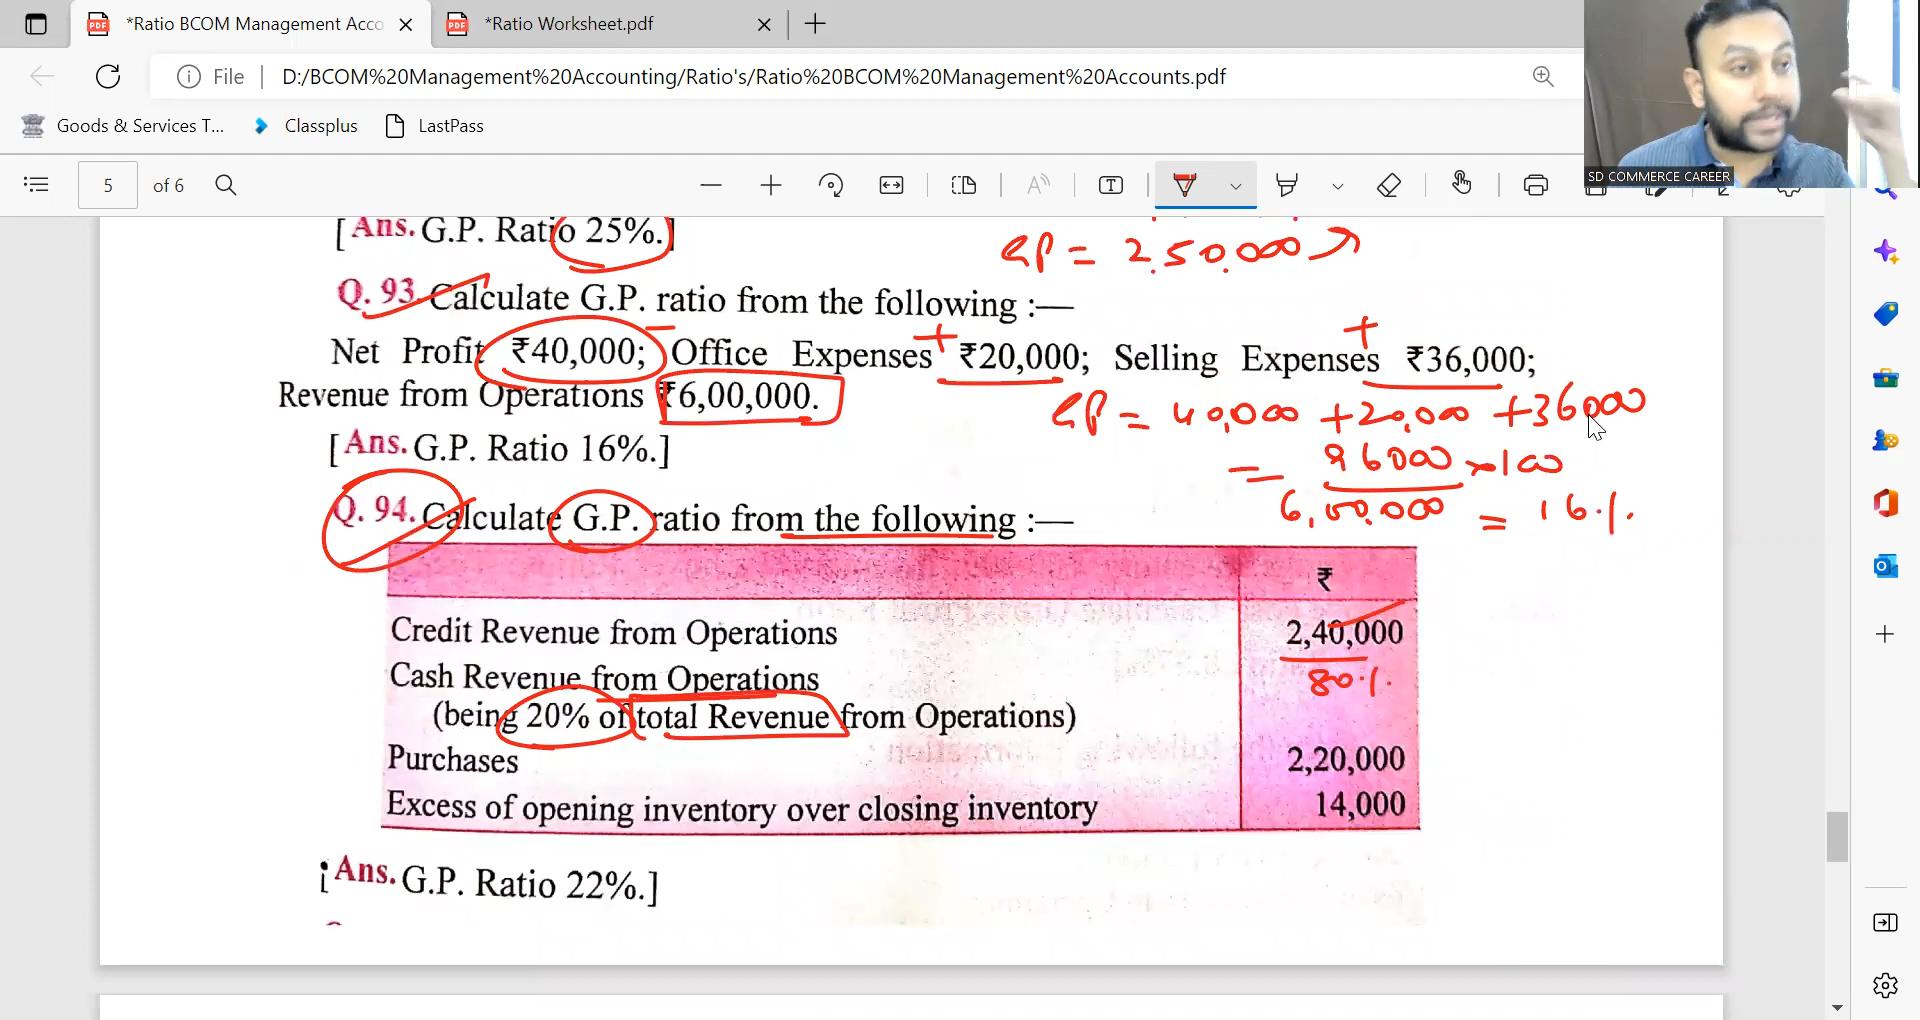 *Ratio BCOM Management Acco
*Ratio Worksheet.pdf
File
D:/BCOM%20Management%20Accounting/Ratio's/Ratio%20BCOM%20Management%20Accounts.pdf
Goods & Services T...
Classplus
LastPass
SD COMMERCE CAREER
5
of 6
[Ans. G.P. Ratio 25%.]
GP = 2,50,000
Q. 93. Calculate G.P. ratio from the following :—
Net Profit ₹40,000; Office Expenses + ₹20,000; Selling Expenses + ₹36,000;
Revenue from Operations ₹6,00,000.
GP = 40,000 + 20,000 + 36000
[Ans. G.P. Ratio 16%.]
= 96000 × 100
6,00,000 = 16%.
Q. 94. Calculate G.P. ratio from the following :—
₹
Credit Revenue from Operations 2,40,000
Cash Revenue from Operations 80%.
(being 20% of total Revenue from Operations)
Purchases 2,20,000
Excess of opening inventory over closing inventory 14,000
[Ans. G.P. Ratio 22%.]